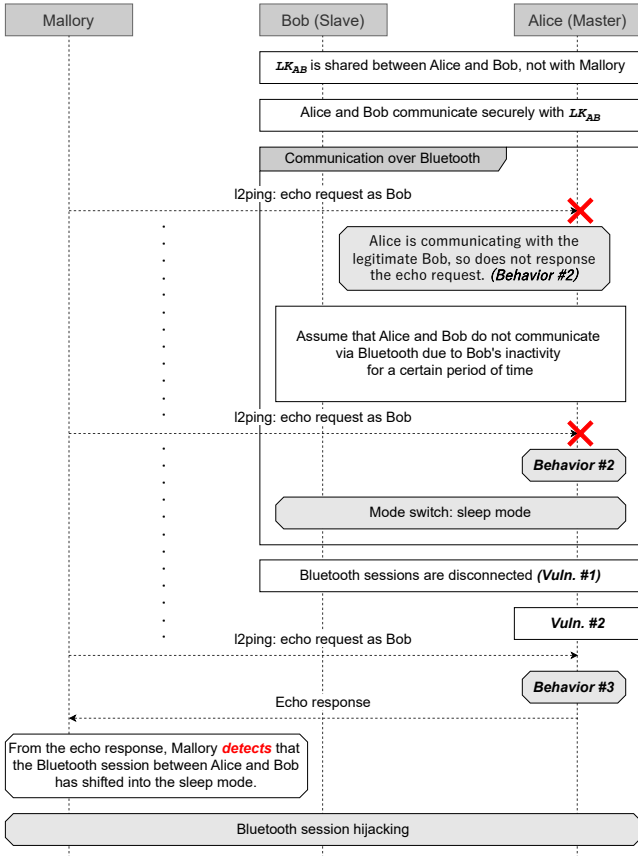 Mallory
Bob (Slave)
Alice (Master)
LK_AB is shared between Alice and Bob, not with Mallory
Alice and Bob communicate securely with LK_AB
Communication over Bluetooth
l2ping: echo request as Bob
Alice is communicating with the
legitimate Bob, so does not response
the echo request. (Behavior #2)
Assume that Alice and Bob do not communicate
via Bluetooth due to Bob's inactivity
for a certain period of time
l2ping: echo request as Bob
Behavior #2
Mode switch: sleep mode
Bluetooth sessions are disconnected (Vuln. #1)
Vuln. #2
l2ping: echo request as Bob
Behavior #3
Echo response
From the echo response, Mallory detects that
the Bluetooth session between Alice and Bob
has shifted into the sleep mode.
Bluetooth session hijacking